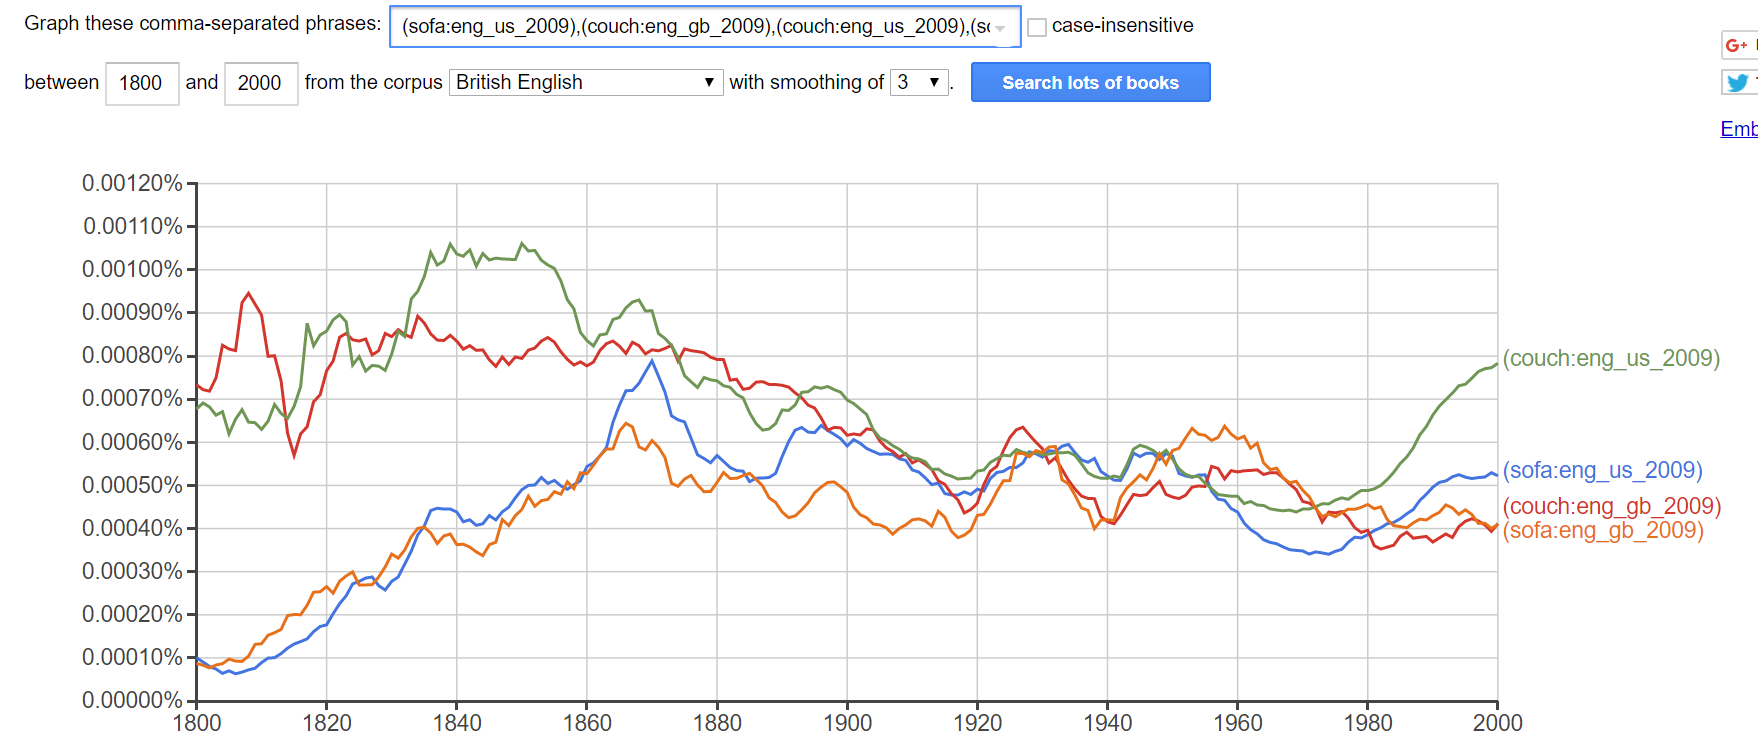 Graph these comma-separated phrases: (sofa:eng_us_2009),(couch:eng_gb_2009),(couch:eng_us_2009),(s case-insensitive
between 1800 and 2000 from the corpus British English with smoothing of 3 . Search lots of books
G+
Emb
0.00120%
0.00110%
0.00100%
0.00090%
0.00080%
0.00070%
0.00060%
0.00050%
0.00040%
0.00030%
0.00020%
0.00010%
0.00000%
(couch:eng_us_2009)
(sofa:eng_us_2009)
(couch:eng_gb_2009)
(sofa:eng_gb_2009)
1800 1820 1840 1860 1880 1900 1920 1940 1960 1980 2000